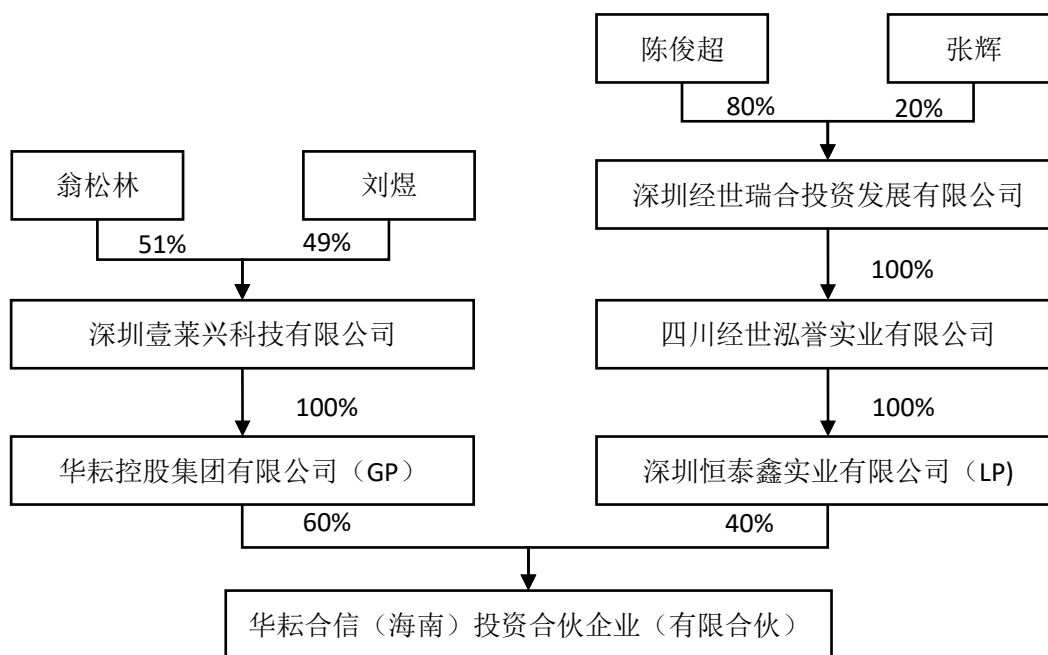 陈俊超
张辉
80%
20%
翁松林
刘煜
深圳经世瑞合投资发展有限公司
51%
49%
100%
深圳壹莱兴科技有限公司
四川经世泓誉实业有限公司
100%
100%
华耘控股集团有限公司（GP）
深圳恒泰鑫实业有限公司（LP)
60%
40%
华耘合信（海南）投资合伙企业（有限合伙）